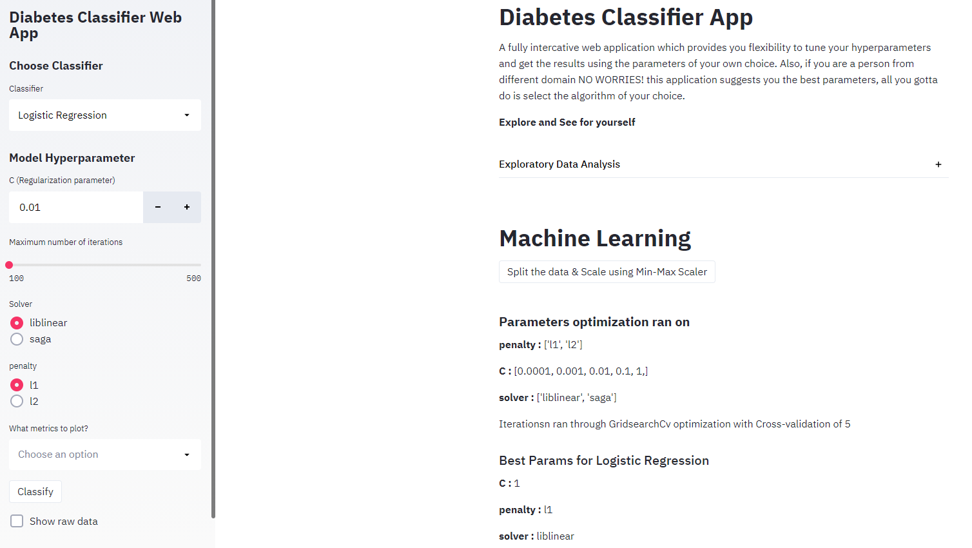 Diabetes Classifier Web
App
Choose Classifier
Classifier
Logistic Regression
Model Hyperparameter
C (Regularization parameter)
0.01
Maximum number of iterations
100 500
Solver
liblinear
saga
penalty
l1
l2
What metrics to plot?
Choose an option
Classify
Show raw data
Diabetes Classifier App
A fully intercative web application which provides you flexibility to tune your hyperparameters
and get the results using the parameters of your own choice. Also, if you are a person from
different domain NO WORRIES! this application suggests you the best parameters, all you gotta
do is select the algorithm of your choice.
Explore and See for yourself
Exploratory Data Analysis
Machine Learning
Split the data & Scale using Min-Max Scaler
Parameters optimization ran on
penalty : ['l1', 'l2']
C : [0.0001, 0.001, 0.01, 0.1, 1,]
solver : ['liblinear', 'saga']
Iterationsn ran through GridsearchCv optimization with Cross-validation of 5
Best Params for Logistic Regression
C : 1
penalty : l1
solver : liblinear